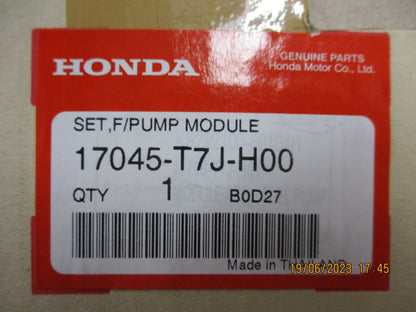 HONDA
GENUINE PARTS
Honda Motor Co., Ltd.
SET,F/PUMP MODULE
17045-T7J-H00
QTY 1 B0D27
Made in THAILAND
19/06/2023 17:45